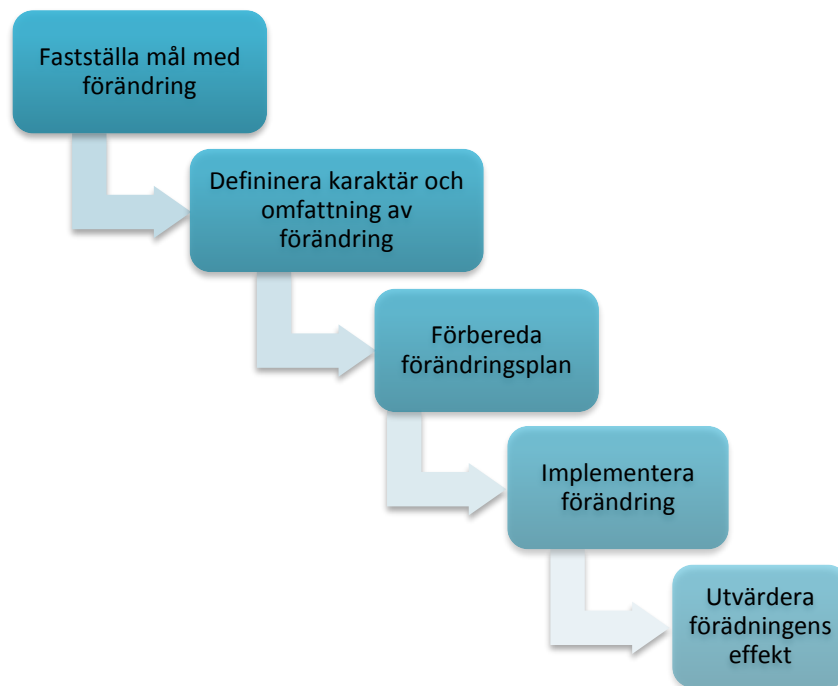 Fastställa mål med
förändring
Defininera karaktär och
omfattning av
förändring
Förbereda
förändringsplan
Implementera
förändring
Utvärdera
förädningens
effekt